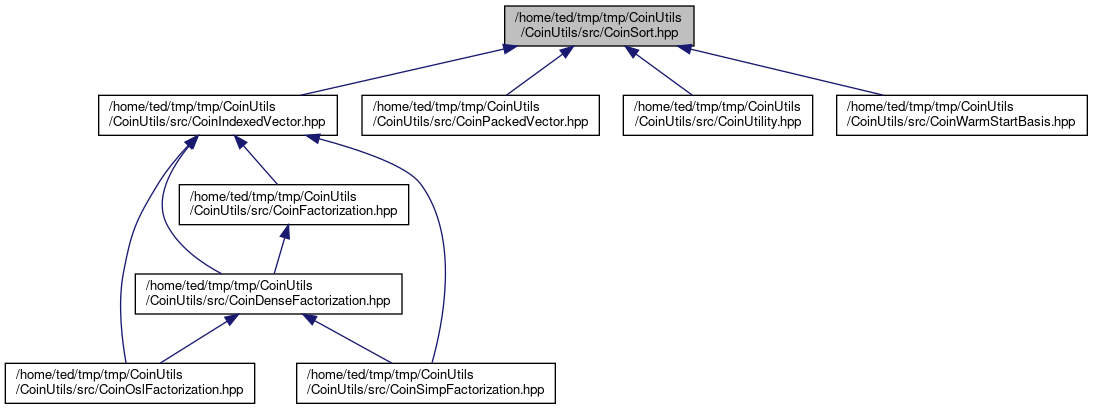 /home/ted/tmp/tmp/CoinUtils
/CoinUtils/src/CoinSort.hpp
/home/ted/tmp/tmp/CoinUtils
/CoinUtils/src/CoinIndexedVector.hpp
/home/ted/tmp/tmp/CoinUtils
/CoinUtils/src/CoinPackedVector.hpp
/home/ted/tmp/tmp/CoinUtils
/CoinUtils/src/CoinUtility.hpp
/home/ted/tmp/tmp/CoinUtils
/CoinUtils/src/CoinWarmStartBasis.hpp
/home/ted/tmp/tmp/CoinUtils
/CoinUtils/src/CoinFactorization.hpp
/home/ted/tmp/tmp/CoinUtils
/CoinUtils/src/CoinDenseFactorization.hpp
/home/ted/tmp/tmp/CoinUtils
/CoinUtils/src/CoinOslFactorization.hpp
/home/ted/tmp/tmp/CoinUtils
/CoinUtils/src/CoinSimpFactorization.hpp